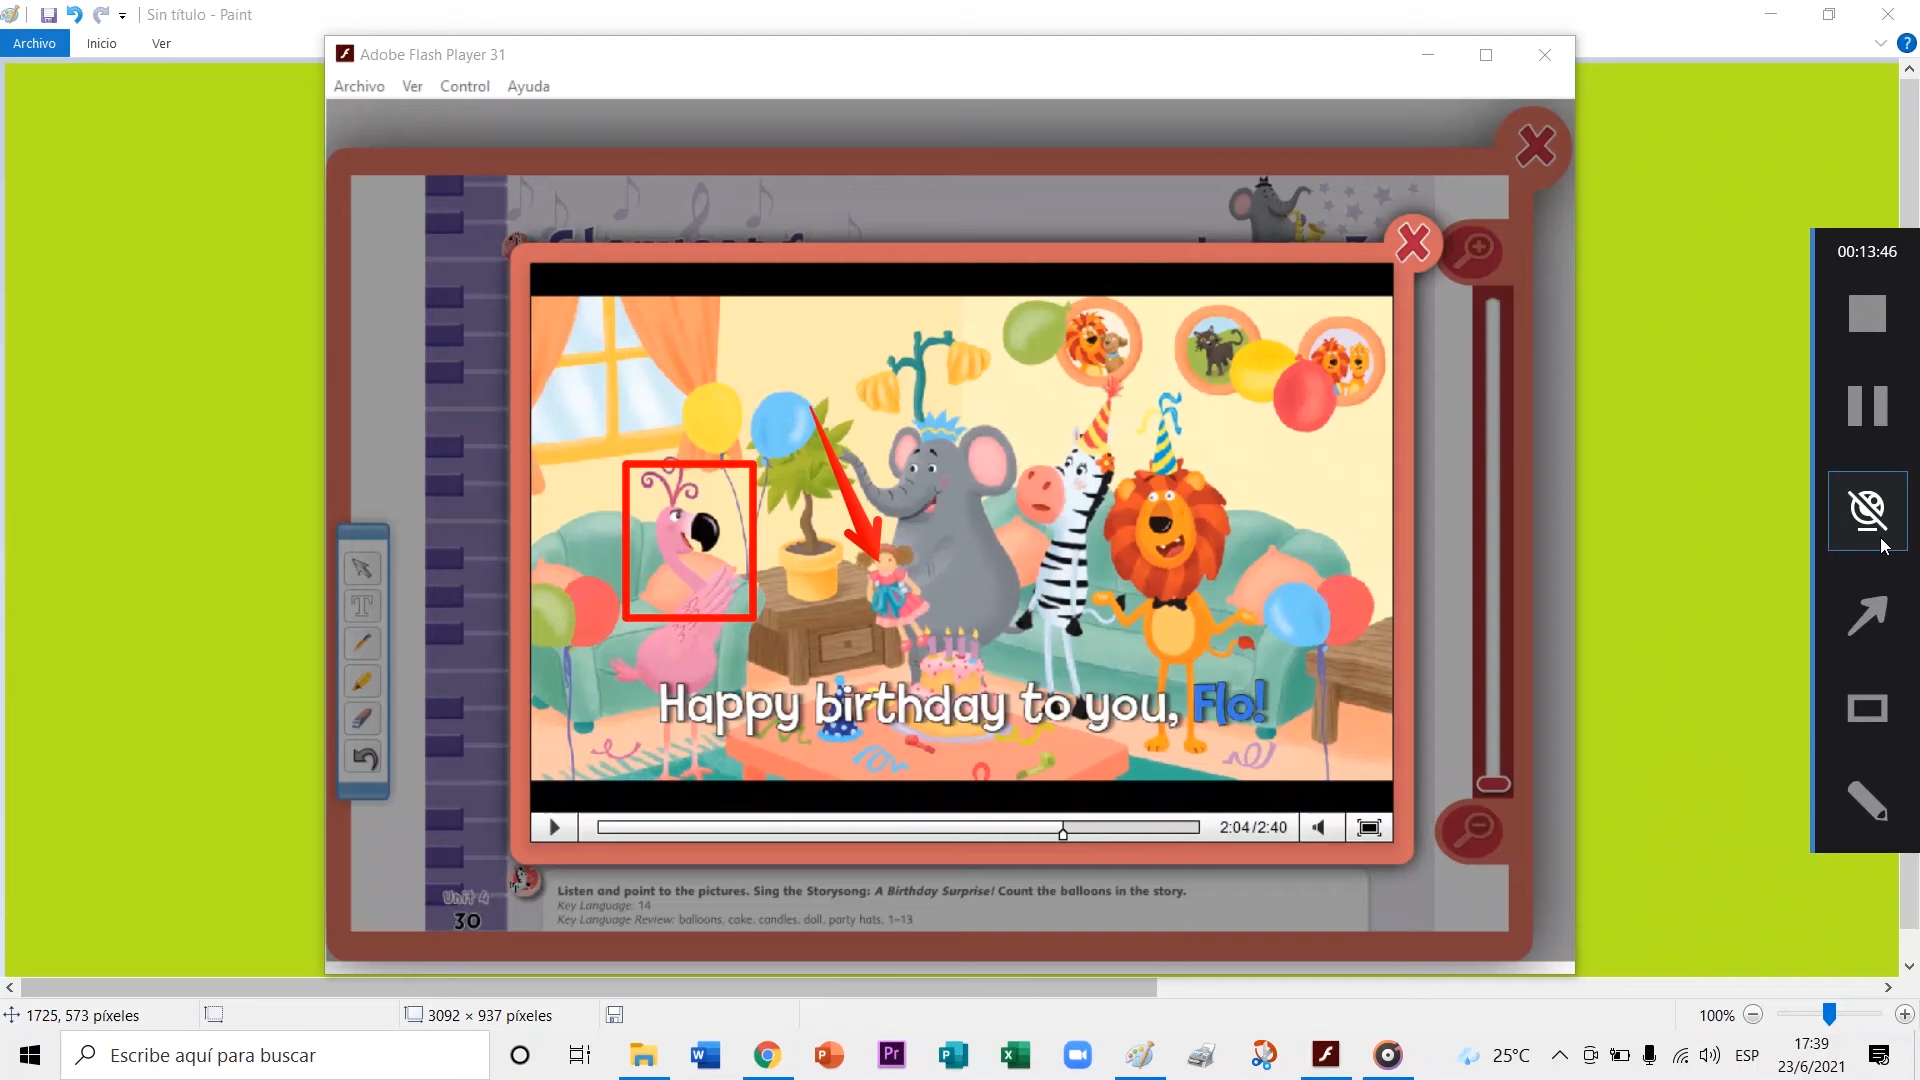 Sin título - Paint
Archivo Inicio Ver
Adobe Flash Player 31
Archivo Ver Control Ayuda
00:13:46
T
Happy birthday to you, Flo!
2:04/2:40
Listen and point to the pictures. Sing the Storysong: A Birthday Surprise! Count the balloons in the story.
Key Language: 14
Key Language Review: balloons, cake, candles, doll, party hats, 1–13
Unit 4
30
1725, 573 píxeles
3092 × 937 píxeles
100%
Escribe aquí para buscar
25°C
ESP
17:39
23/6/2021